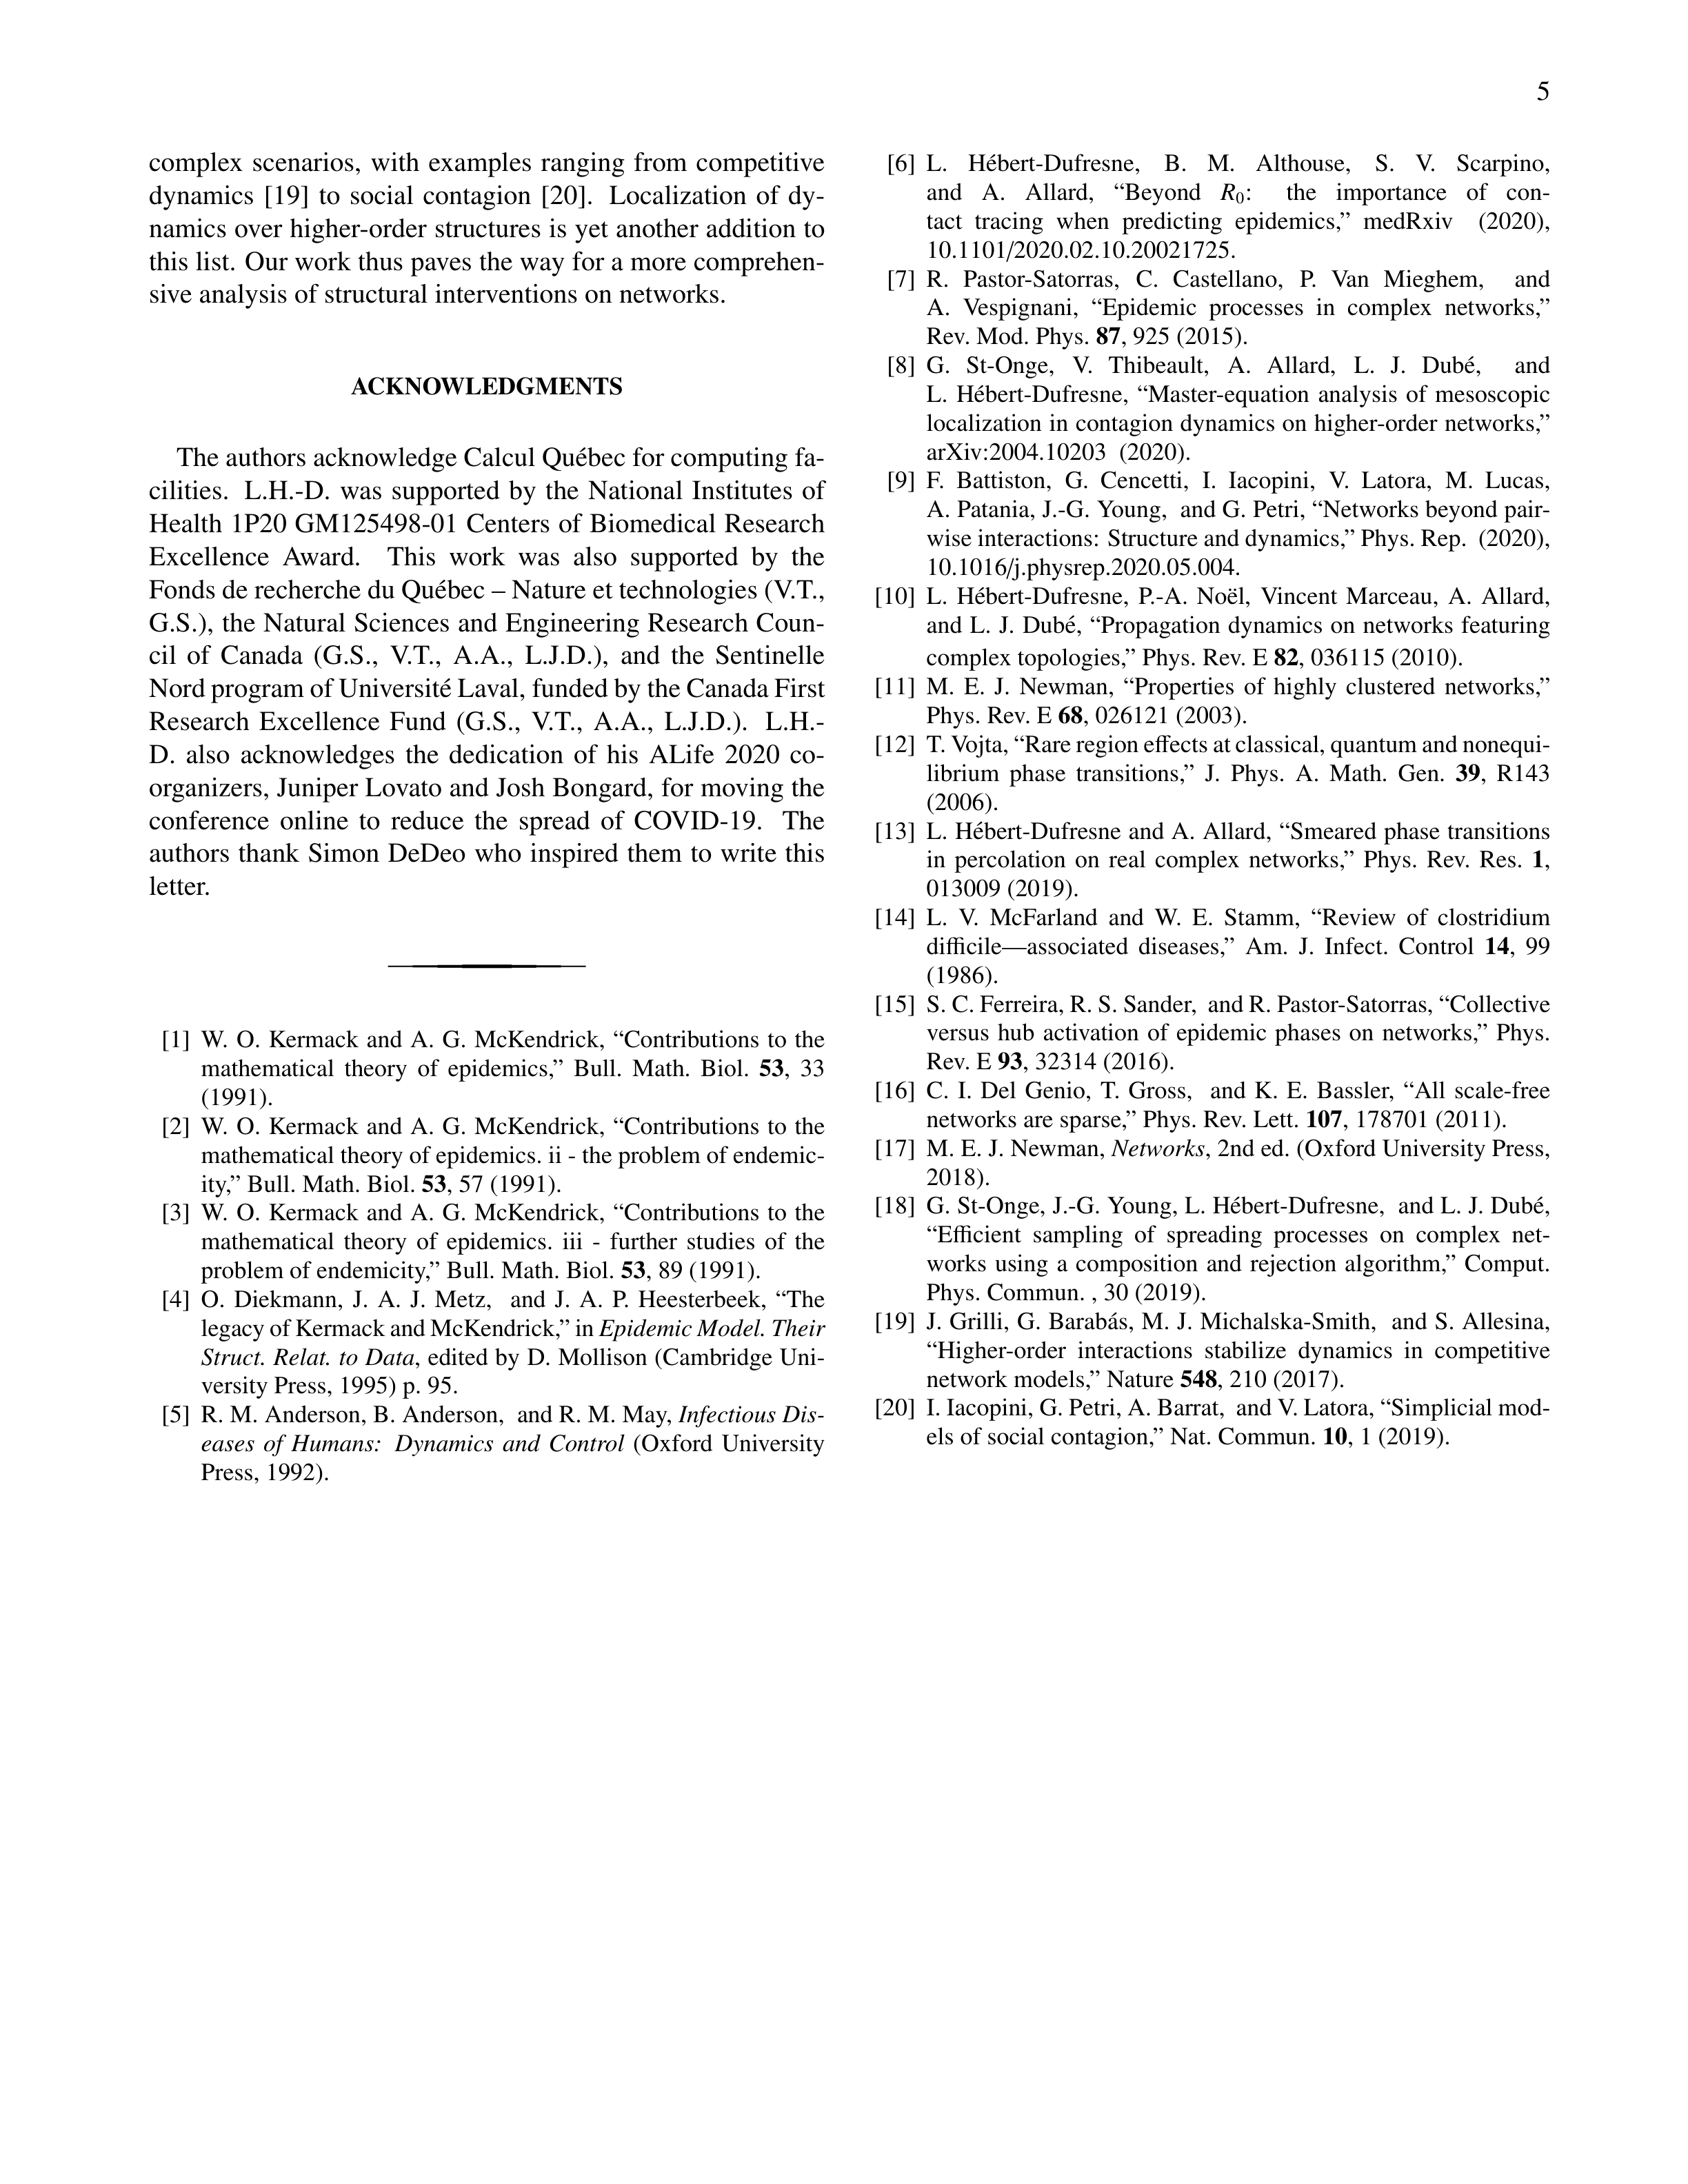 5
complex scenarios, with examples ranging from competitive
dynamics [19] to social contagion [20]. Localization of dy-
namics over higher-order structures is yet another addition to
this list. Our work thus paves the way for a more comprehen-
sive analysis of structural interventions on networks.
ACKNOWLEDGMENTS
The authors acknowledge Calcul Québec for computing fa-
cilities. L.H.-D. was supported by the National Institutes of
Health 1P20 GM125498-01 Centers of Biomedical Research
Excellence Award. This work was also supported by the
Fonds de recherche du Québec – Nature et technologies (V.T.,
G.S.), the Natural Sciences and Engineering Research Coun-
cil of Canada (G.S., V.T., A.A., L.J.D.), and the Sentinelle
Nord program of Université Laval, funded by the Canada First
Research Excellence Fund (G.S., V.T., A.A., L.J.D.). L.H.-
D. also acknowledges the dedication of his ALife 2020 co-
organizers, Juniper Lovato and Josh Bongard, for moving the
conference online to reduce the spread of COVID-19. The
authors thank Simon DeDeo who inspired them to write this
letter.
[1] W. O. Kermack and A. G. McKendrick, “Contributions to the
mathematical theory of epidemics,” Bull. Math. Biol. 53, 33
(1991).
[2] W. O. Kermack and A. G. McKendrick, “Contributions to the
mathematical theory of epidemics. ii - the problem of endemic-
ity,” Bull. Math. Biol. 53, 57 (1991).
[3] W. O. Kermack and A. G. McKendrick, “Contributions to the
mathematical theory of epidemics. iii - further studies of the
problem of endemicity,” Bull. Math. Biol. 53, 89 (1991).
[4] O. Diekmann, J. A. J. Metz, and J. A. P. Heesterbeek, “The
legacy of Kermack and McKendrick,” in Epidemic Model. Their
Struct. Relat. to Data, edited by D. Mollison (Cambridge Uni-
versity Press, 1995) p. 95.
[5] R. M. Anderson, B. Anderson, and R. M. May, Infectious Dis-
eases of Humans: Dynamics and Control (Oxford University
Press, 1992).
[6] L. Hébert-Dufresne, B. M. Althouse, S. V. Scarpino,
and A. Allard, “Beyond R0: the importance of con-
tact tracing when predicting epidemics,” medRxiv (2020),
10.1101/2020.02.10.20021725.
[7] R. Pastor-Satorras, C. Castellano, P. Van Mieghem, and
A. Vespignani, “Epidemic processes in complex networks,”
Rev. Mod. Phys. 87, 925 (2015).
[8] G. St-Onge, V. Thibeault, A. Allard, L. J. Dubé, and
L. Hébert-Dufresne, “Master-equation analysis of mesoscopic
localization in contagion dynamics on higher-order networks,”
arXiv:2004.10203 (2020).
[9] F. Battiston, G. Cencetti, I. Iacopini, V. Latora, M. Lucas,
A. Patania, J.-G. Young, and G. Petri, “Networks beyond pair-
wise interactions: Structure and dynamics,” Phys. Rep. (2020),
10.1016/j.physrep.2020.05.004.
[10] L. Hébert-Dufresne, P.-A. Noël, Vincent Marceau, A. Allard,
and L. J. Dubé, “Propagation dynamics on networks featuring
complex topologies,” Phys. Rev. E 82, 036115 (2010).
[11] M. E. J. Newman, “Properties of highly clustered networks,”
Phys. Rev. E 68, 026121 (2003).
[12] T. Vojta, “Rare region effects at classical, quantum and nonequi-
librium phase transitions,” J. Phys. A. Math. Gen. 39, R143
(2006).
[13] L. Hébert-Dufresne and A. Allard, “Smeared phase transitions
in percolation on real complex networks,” Phys. Rev. Res. 1,
013009 (2019).
[14] L. V. McFarland and W. E. Stamm, “Review of clostridium
difficile—associated diseases,” Am. J. Infect. Control 14, 99
(1986).
[15] S. C. Ferreira, R. S. Sander, and R. Pastor-Satorras, “Collective
versus hub activation of epidemic phases on networks,” Phys.
Rev. E 93, 32314 (2016).
[16] C. I. Del Genio, T. Gross, and K. E. Bassler, “All scale-free
networks are sparse,” Phys. Rev. Lett. 107, 178701 (2011).
[17] M. E. J. Newman, Networks, 2nd ed. (Oxford University Press,
2018).
[18] G. St-Onge, J.-G. Young, L. Hébert-Dufresne, and L. J. Dubé,
“Efficient sampling of spreading processes on complex net-
works using a composition and rejection algorithm,” Comput.
Phys. Commun. , 30 (2019).
[19] J. Grilli, G. Barabás, M. J. Michalska-Smith, and S. Allesina,
“Higher-order interactions stabilize dynamics in competitive
network models,” Nature 548, 210 (2017).
[20] I. Iacopini, G. Petri, A. Barrat, and V. Latora, “Simplicial mod-
els of social contagion,” Nat. Commun. 10, 1 (2019).